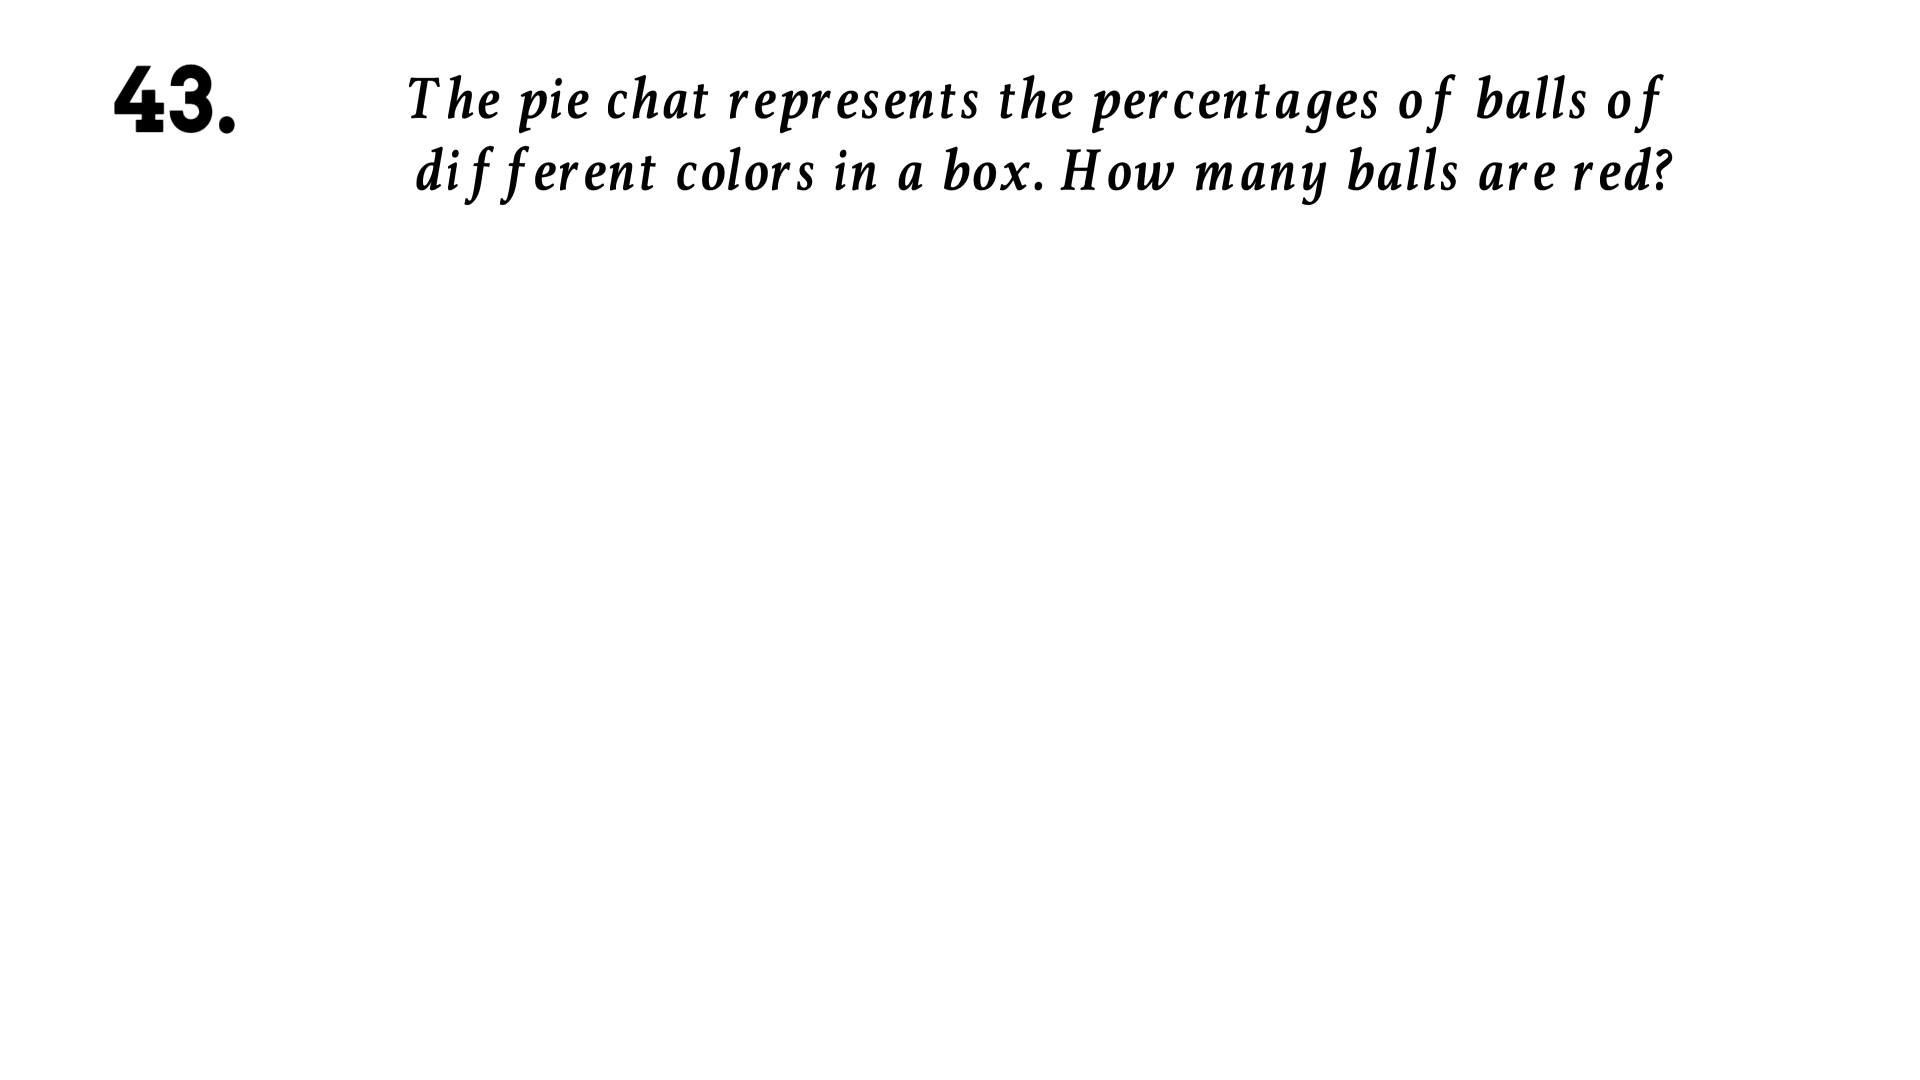 43. The pie chat represents the percentages of balls of
different colors in a box. How many balls are red?